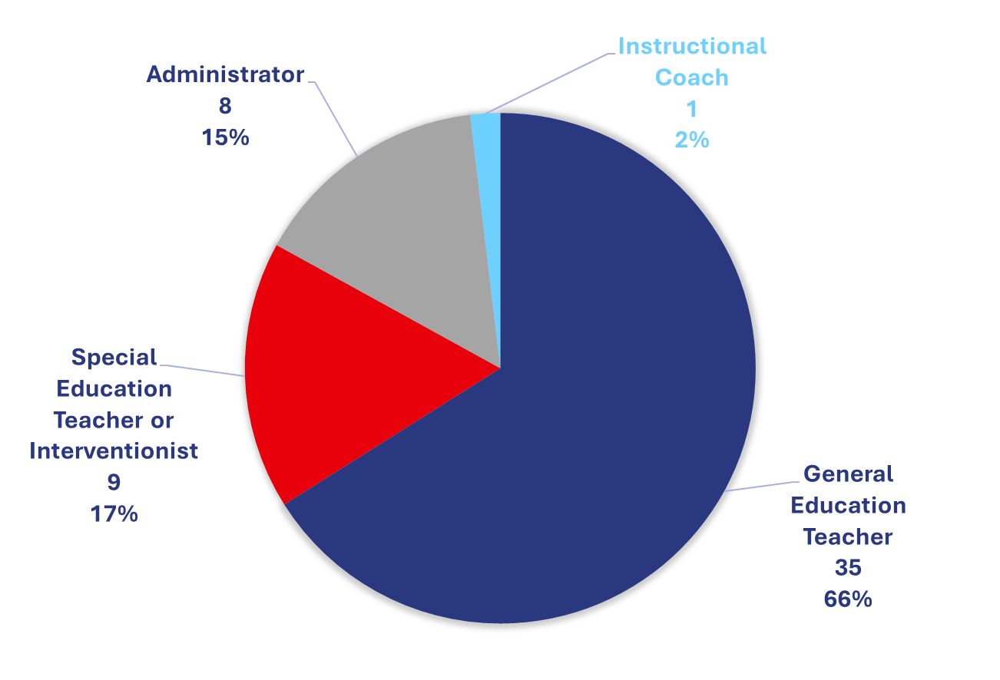 Instructional
Coach
1
2%
Administrator
8
15%
Special
Education
Teacher or
Interventionist
9
17%
General
Education
Teacher
35
66%